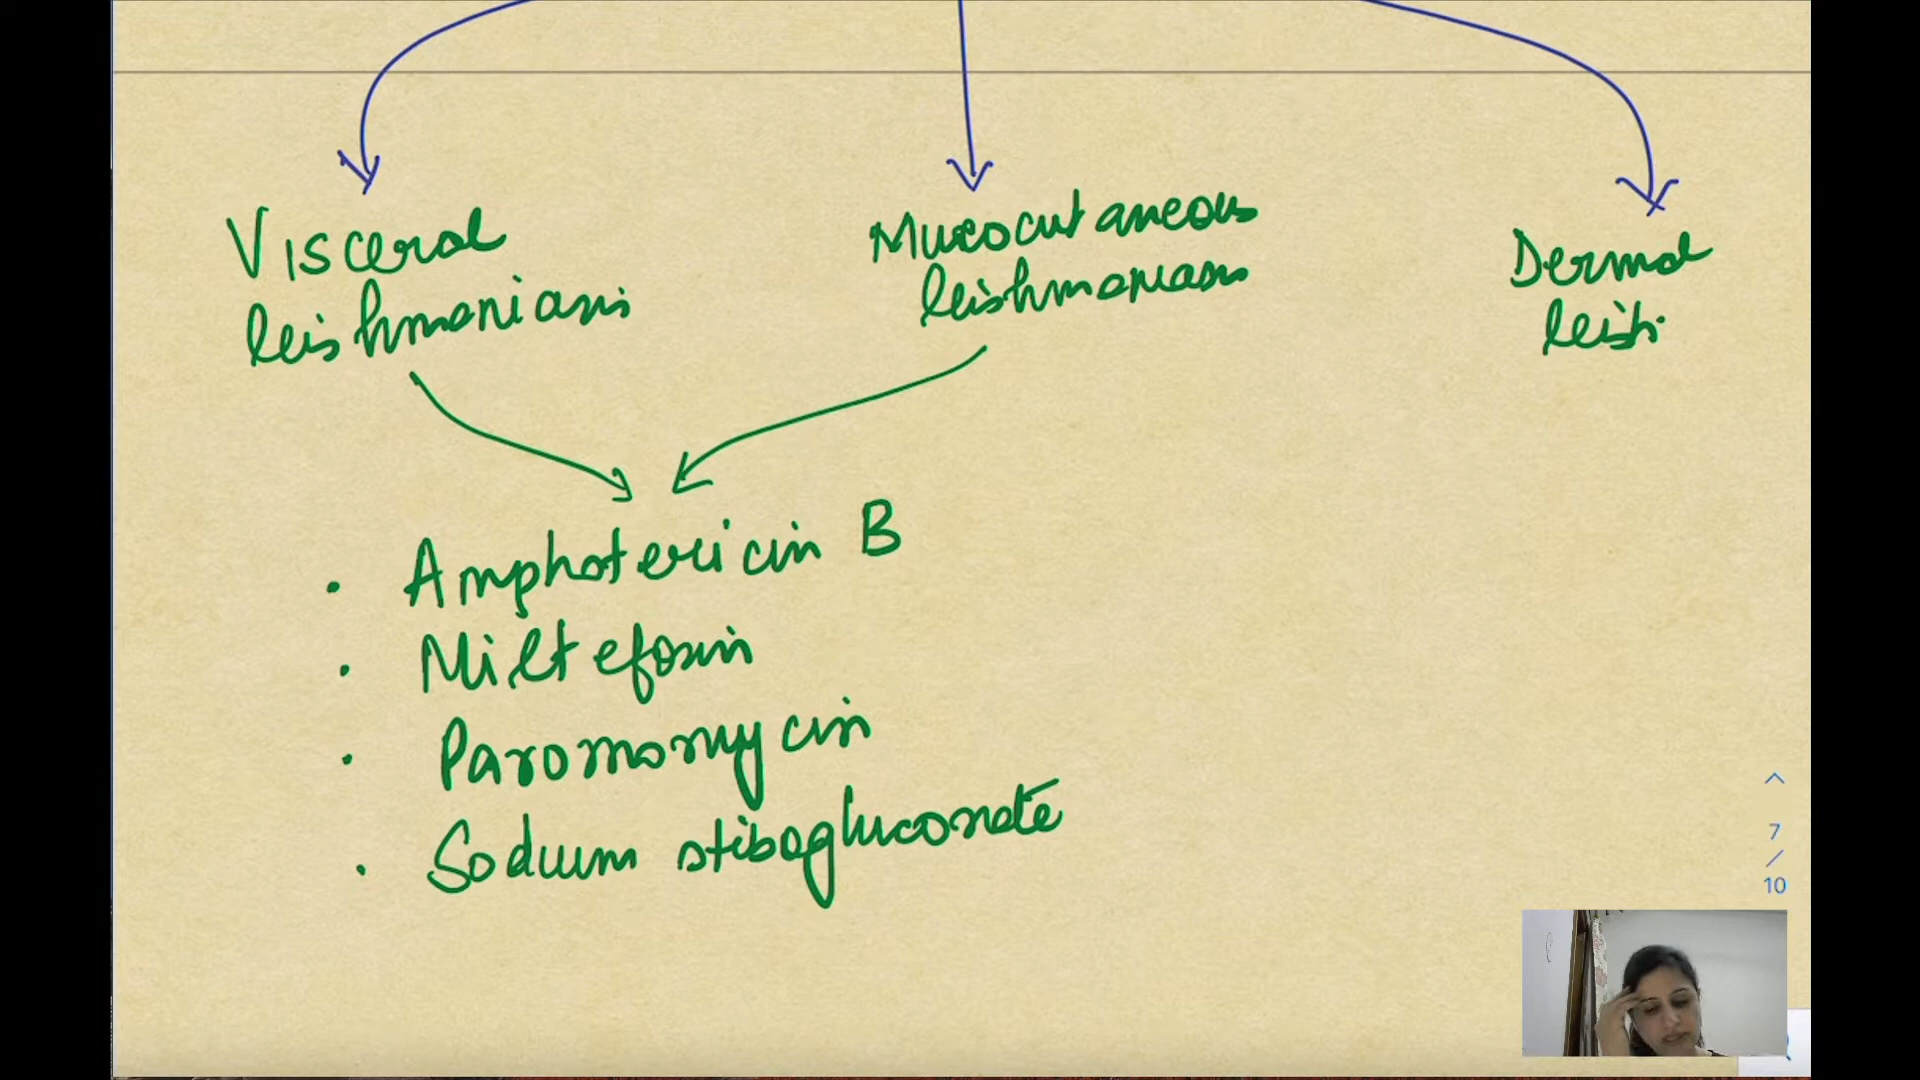 Visceral
leishmaniasis
Mucocutaneous
leishmaniasis
Dermal
leish.
. Amphotericin B
. Miltefosin
. Paromomycin
. Sodium stibogluconate
7
/
10